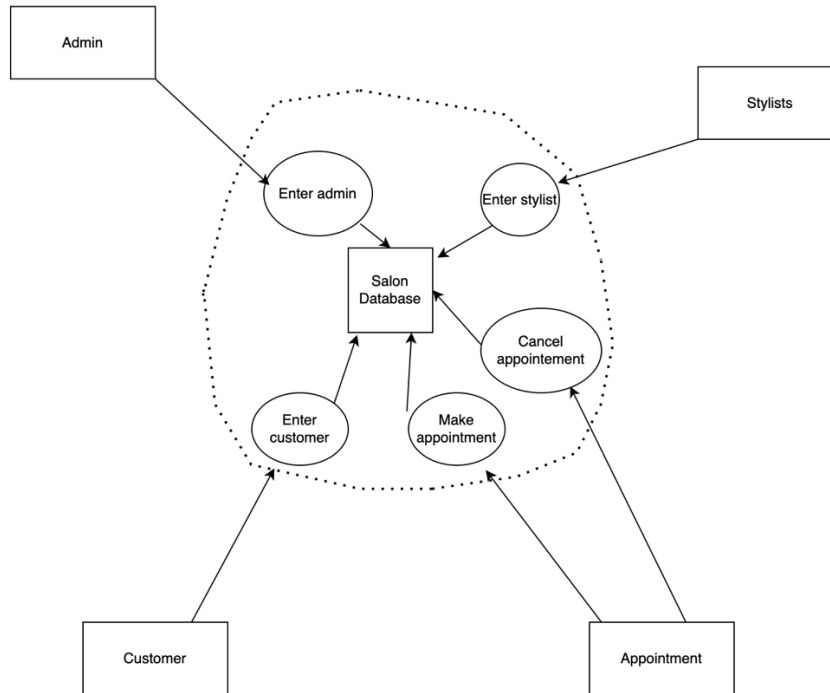 Admin
Stylists
Enter admin
Enter stylist
Salon
Database
Cancel
appointement
Enter
customer
Make
appointment
Customer
Appointment